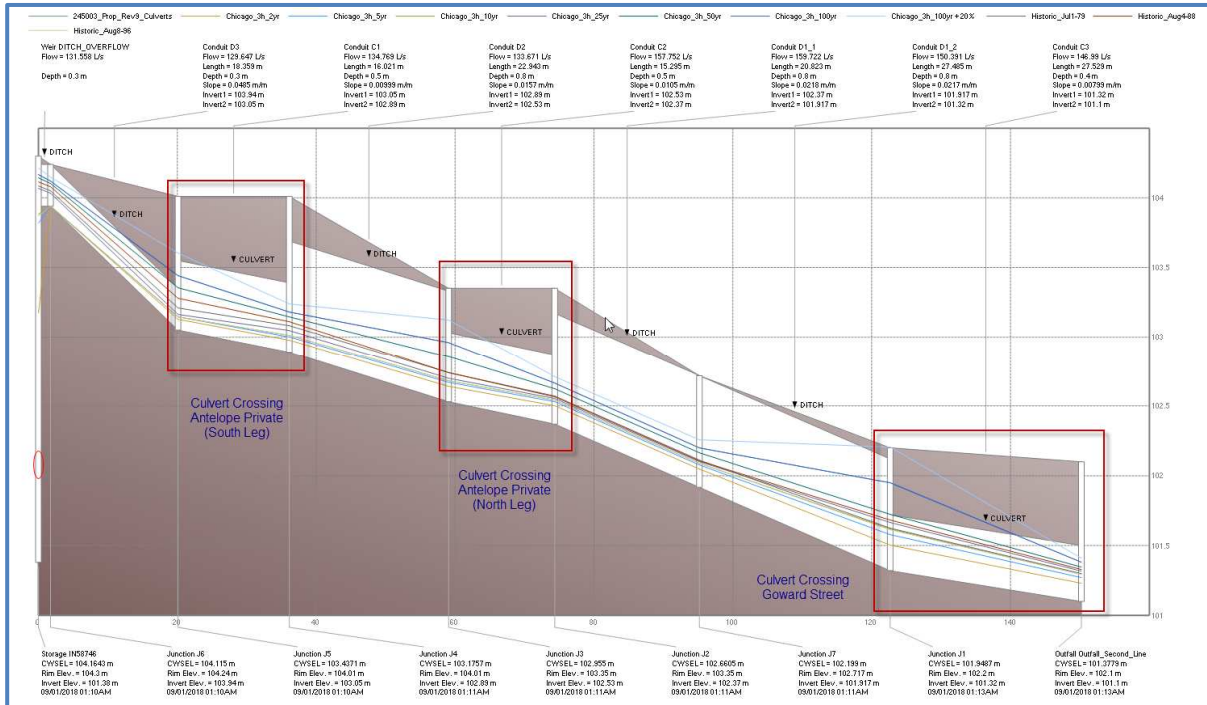 245003_Prop_Rev9_Culverts Chicago_3h_2yr Chicago_3h_5yr Chicago_3h_10yr Chicago_3h_25yr Chicago_3h_50yr Chicago_3h_100yr Chicago_3h_100yr +20% Historic_Jul1-79 Historic_Aug4-88
Historic_Aug8-96
Weir DITCH_OVERFLOW
Flow = 131.558 L/s
Depth = 0.3 m
Conduit D3
Flow = 129.647 L/s
Length = 18.359 m
Depth = 0.3 m
Slope = 0.0485 m/m
Invert1 = 103.94 m
Invert2 = 103.05 m
Conduit C1
Flow = 134.769 L/s
Length = 16.021 m
Depth = 0.5 m
Slope = 0.00999 m/m
Invert1 = 103.05 m
Invert2 = 102.89 m
Conduit D2
Flow = 133.671 L/s
Length = 22.943 m
Depth = 0.8 m
Slope = 0.0157 m/m
Invert1 = 102.89 m
Invert2 = 102.53 m
Conduit C2
Flow = 157.752 L/s
Length = 15.295 m
Depth = 0.5 m
Slope = 0.0105 m/m
Invert1 = 102.53 m
Invert2 = 102.37 m
Conduit D1_1
Flow = 159.722 L/s
Length = 20.823 m
Depth = 0.8 m
Slope = 0.0218 m/m
Invert1 = 102.37 m
Invert2 = 101.917 m
Conduit D1_2
Flow = 150.391 L/s
Length = 27.485 m
Depth = 0.8 m
Slope = 0.0217 m/m
Invert1 = 101.917 m
Invert2 = 101.32 m
Conduit C3
Flow = 146.99 L/s
Length = 27.529 m
Depth = 0.4 m
Slope = 0.00799 m/m
Invert1 = 101.32 m
Invert2 = 101.1 m
DITCH
DITCH
CULVERT
DITCH
CULVERT
DITCH
DITCH
CULVERT
104
103.5
103
102.5
102
101.5
101
Culvert Crossing
Antelope Private
(South Leg)
Culvert Crossing
Antelope Private
(North Leg)
Culvert Crossing
Goward Street
0 20 40 60 80 100 120 140
Storage IN58746
CWSEL = 104.1643 m
Rim Elev. = 104.3 m
Invert Elev. = 101.38 m
09/01/2018 01:10AM
Junction J6
CWSEL = 104.115 m
Rim Elev. = 104.24 m
Invert Elev. = 103.94 m
09/01/2018 01:10AM
Junction J5
CWSEL = 103.4371 m
Rim Elev. = 104.01 m
Invert Elev. = 103.05 m
09/01/2018 01:10AM
Junction J4
CWSEL = 103.1757 m
Rim Elev. = 104.01 m
Invert Elev. = 102.89 m
09/01/2018 01:11AM
Junction J3
CWSEL = 102.955 m
Rim Elev. = 103.35 m
Invert Elev. = 102.53 m
09/01/2018 01:11AM
Junction J2
CWSEL = 102.6605 m
Rim Elev. = 103.35 m
Invert Elev. = 102.37 m
09/01/2018 01:11AM
Junction J7
CWSEL = 102.199 m
Rim Elev. = 102.717 m
Invert Elev. = 101.917 m
09/01/2018 01:11AM
Junction J1
CWSEL = 101.9487 m
Rim Elev. = 102.2 m
Invert Elev. = 101.32 m
09/01/2018 01:13AM
Outfall Outfall_Second_Line
CWSEL = 101.3779 m
Rim Elev. = 102.1 m
Invert Elev. = 101.1 m
09/01/2018 01:13AM